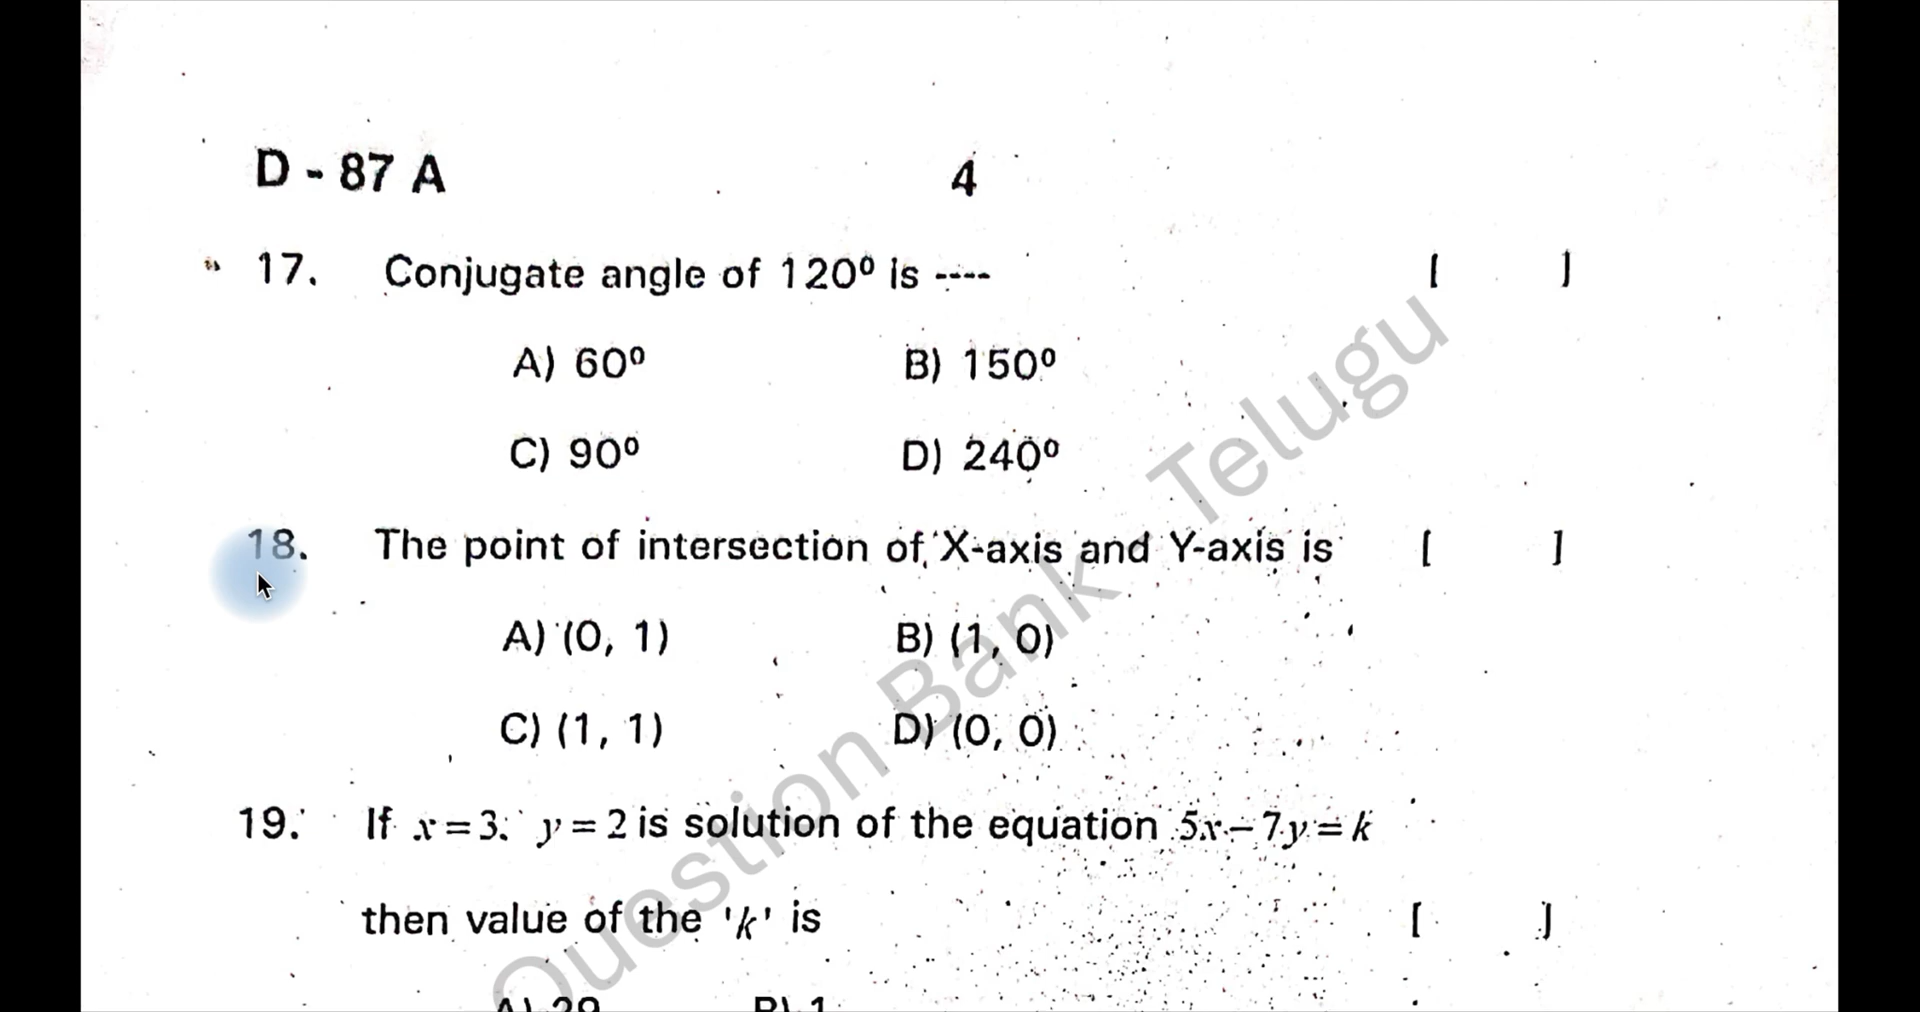 D - 87 A 4
17. Conjugate angle of 120⁰ is ---- [ ]
A) 60⁰ B) 150⁰
C) 90⁰ D) 240⁰
18. The point of intersection of X-axis and Y-axis is [ ]
A) (0, 1) B) (1, 0)
C) (1, 1) D) (0, 0)
19. If x = 3. y = 2 is solution of the equation 5x - 7y = k
then value of the 'k' is [ ]
A) 29 B) 1
Question Bank Telugu